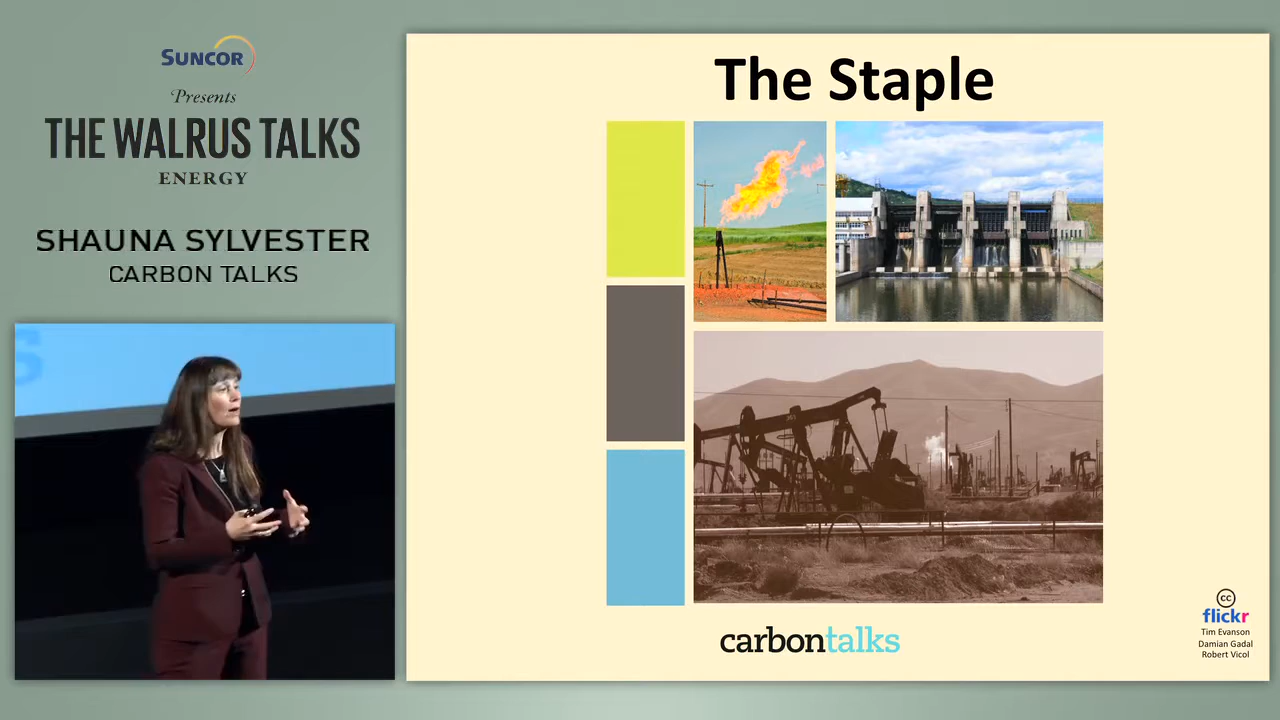 SUNCOR
Presents
THE WALRUS TALKS
ENERGY
SHAUNA SYLVESTER
CARBON TALKS
S
The Staple
carbontalks
cc
flickr
Tim Evanson
Damian Gadal
Robert Vicol